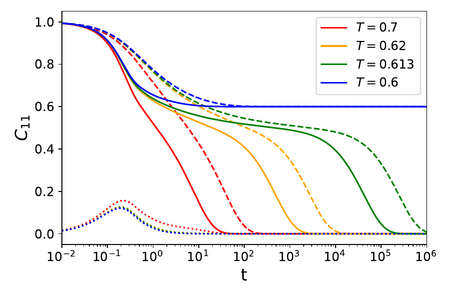 1.0
0.8
0.6
0.4
0.2
0.0
C₁₁
T = 0.7
T = 0.62
T = 0.613
T = 0.6
10⁻² 10⁻¹ 10⁰ 10¹ 10² 10³ 10⁴ 10⁵ 10⁶
t